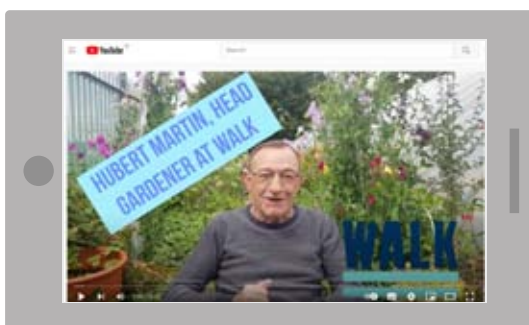 YouTube
Search
HUBERT MARTIN, HEAD
GARDENER AT WALK
WALK